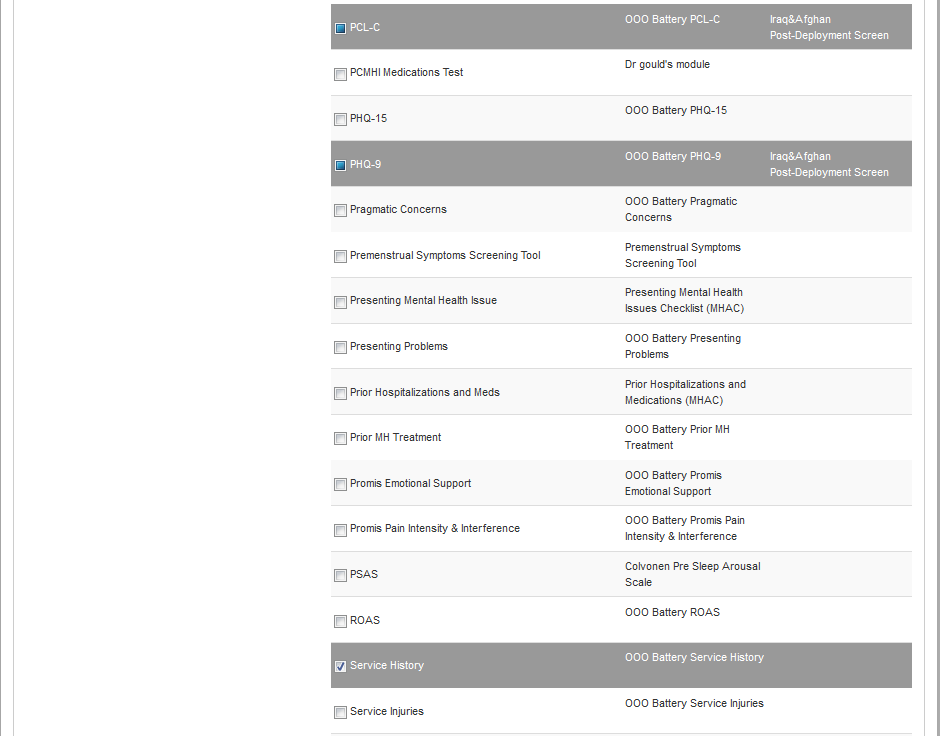 PCL-C
OOO Battery PCL-C
Iraq&Afghan
Post-Deployment Screen
PCMHI Medications Test
Dr gould's module
PHQ-15
OOO Battery PHQ-15
PHQ-9
OOO Battery PHQ-9
Iraq&Afghan
Post-Deployment Screen
Pragmatic Concerns
OOO Battery Pragmatic
Concerns
Premenstrual Symptoms Screening Tool
Premenstrual Symptoms
Screening Tool
Presenting Mental Health Issue
Presenting Mental Health
Issues Checklist (MHAC)
Presenting Problems
OOO Battery Presenting
Problems
Prior Hospitalizations and Meds
Prior Hospitalizations and
Medications (MHAC)
Prior MH Treatment
OOO Battery Prior MH
Treatment
Promis Emotional Support
OOO Battery Promis
Emotional Support
Promis Pain Intensity & Interference
OOO Battery Promis Pain
Intensity & Interference
PSAS
Colvonen Pre Sleep Arousal
Scale
ROAS
OOO Battery ROAS
Service History
OOO Battery Service History
Service Injuries
OOO Battery Service Injuries